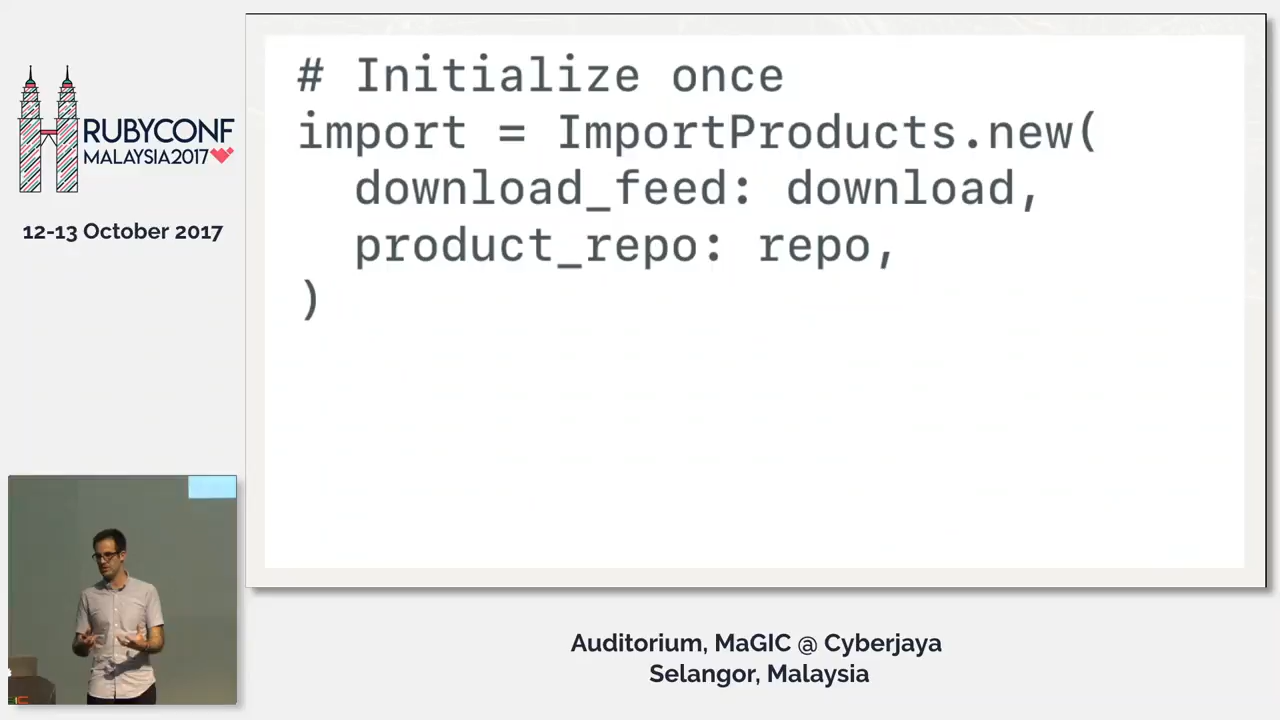 RUBYCONF
MALAYSIA2017
12-13 October 2017
# Initialize once
import = ImportProducts.new(
  download_feed: download,
  product_repo: repo,
)
Auditorium, MaGIC @ Cyberjaya
Selangor, Malaysia